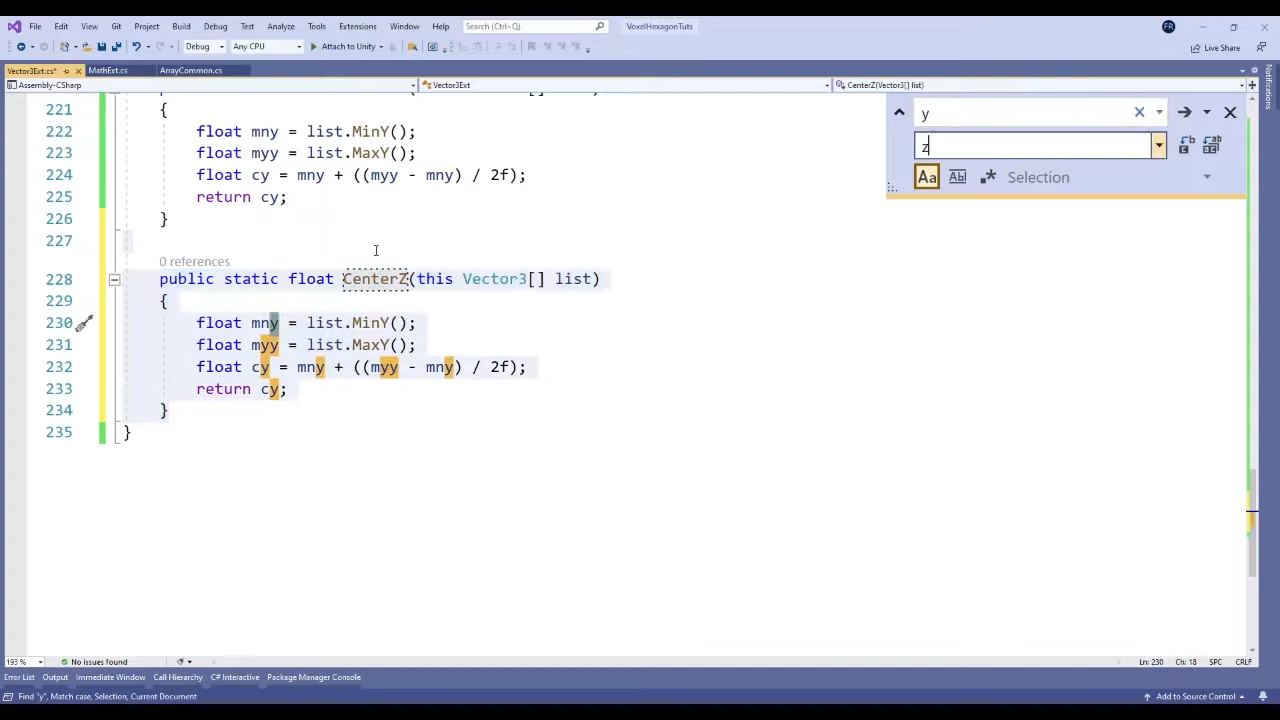 File Edit View Git Project Build Debug Test Analyze Tools Extensions Window Help Search (Ctrl+Q) VoxelHexagonTuts FR
Debug Any CPU Attach to Unity Live Share
Vector3Ext.cs* MathExt.cs ArrayCommon.cs
Assembly-CSharp Vector3Ext CenterZ(Vector3[] list)
Notifications
y
z
Aa Ab Selection
221 {
222 float mny = list.MinY();
223 float myy = list.MaxY();
224 float cy = mny + ((myy - mny) / 2f);
225 return cy;
226 }
227
0 references
228 public static float CenterZ(this Vector3[] list)
229 {
230 float mny = list.MinY();
231 float myy = list.MaxY();
232 float cy = mny + ((myy - mny) / 2f);
233 return cy;
234 }
235 }
193 % No issues found Ln: 230 Ch: 18 SPC CRLF
Error List Output Immediate Window Call Hierarchy C# Interactive Package Manager Console
Find "y", Match case, Selection, Current Document Add to Source Control